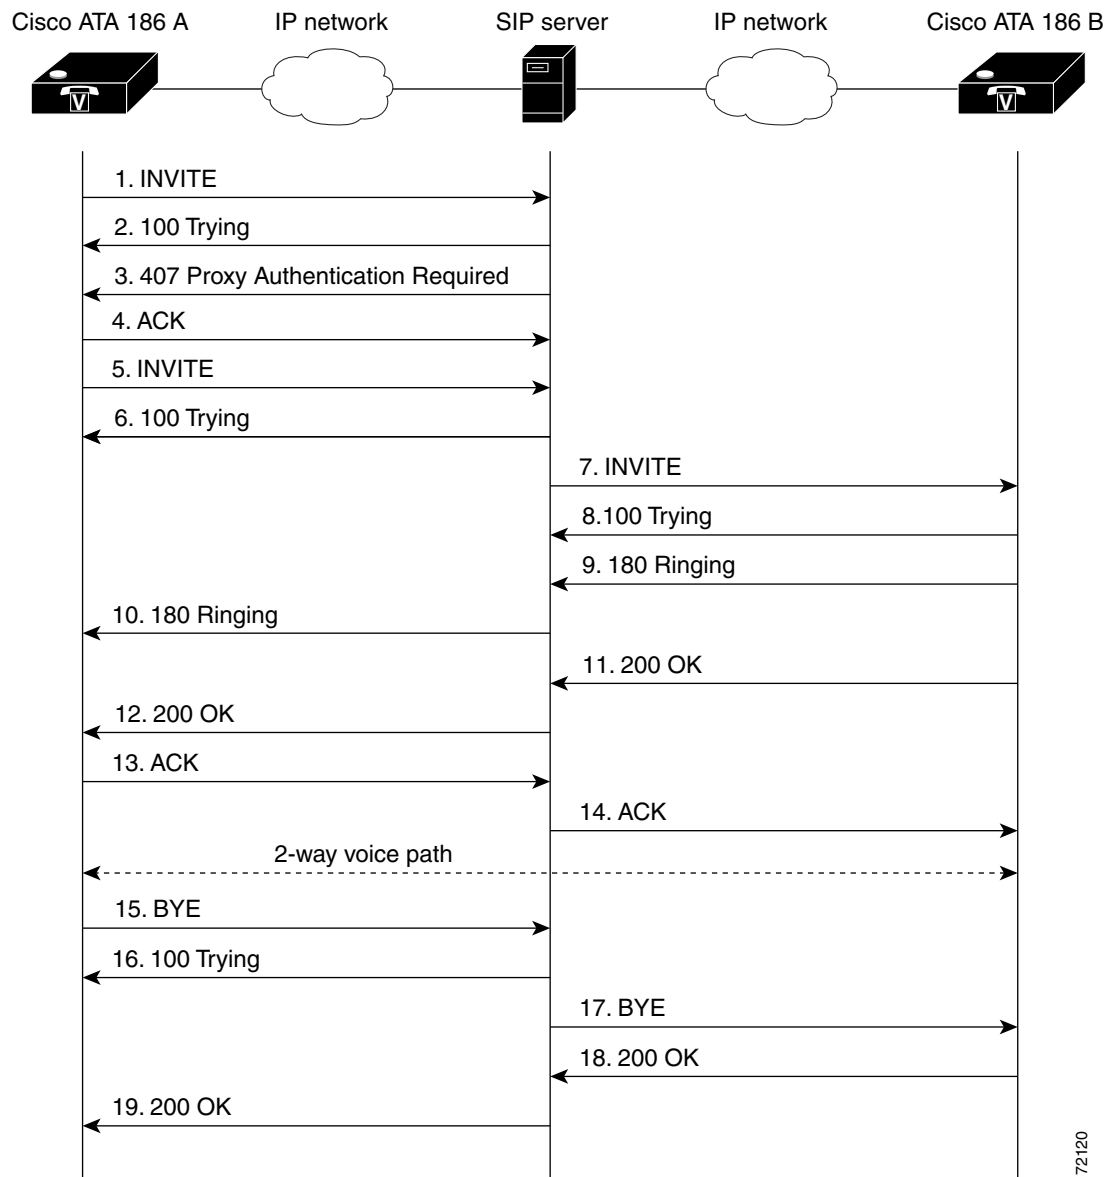 Cisco ATA 186 A
IP network
SIP server
IP network
Cisco ATA 186 B
V
V
1. INVITE
2. 100 Trying
3. 407 Proxy Authentication Required
4. ACK
5. INVITE
6. 100 Trying
7. INVITE
8.100 Trying
9. 180 Ringing
10. 180 Ringing
11. 200 OK
12. 200 OK
13. ACK
14. ACK
2-way voice path
15. BYE
16. 100 Trying
17. BYE
18. 200 OK
19. 200 OK
72120